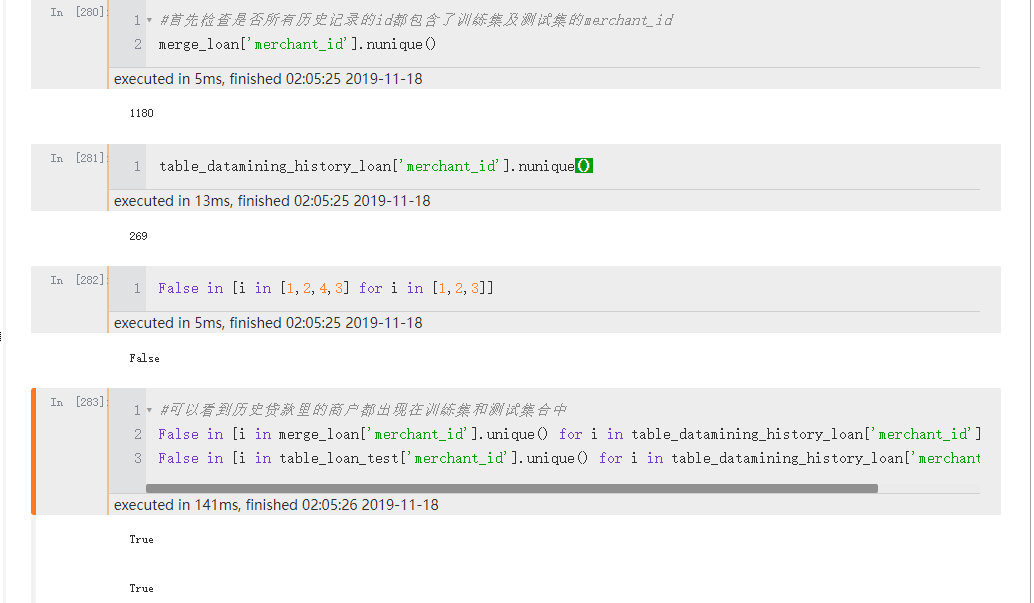 In [280]:
1 #首先检查是否所有历史记录的id都包含了训练集及测试集的merchant_id
2 merge_loan['merchant_id'].nunique()
executed in 5ms, finished 02:05:25 2019-11-18
1180
In [281]:
1 table_datamining_history_loan['merchant_id'].nunique()
executed in 13ms, finished 02:05:25 2019-11-18
269
In [282]:
1 False in [i in [1,2,4,3] for i in [1,2,3]]
executed in 5ms, finished 02:05:25 2019-11-18
False
In [283]:
1 #可以看到历史贷款里的商户都出现在训练集和测试集合中
2 False in [i in merge_loan['merchant_id'].unique() for i in table_datamining_history_loan['merchant_id']
3 False in [i in table_loan_test['merchant_id'].unique() for i in table_datamining_history_loan['merchant
executed in 141ms, finished 02:05:26 2019-11-18
True
True